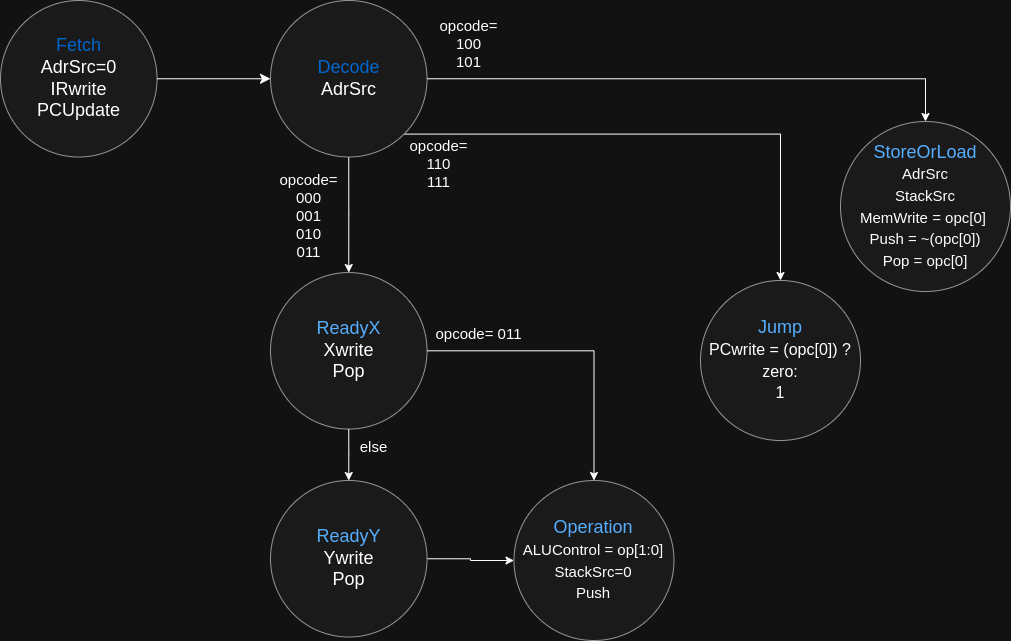 Fetch
AdrSrc=0
IRwrite
PCUpdate
Decode
AdrSrc
opcode=
100
101
opcode=
110
111
opcode=
000
001
010
011
StoreOrLoad
AdrSrc
StackSrc
MemWrite = opc[0]
Push = ~(opc[0])
Pop = opc[0]
ReadyX
Xwrite
Pop
opcode= 011
Jump
PCwrite = (opc[0]) ?
zero:
1
else
ReadyY
Ywrite
Pop
Operation
ALUControl = op[1:0]
StackSrc=0
Push